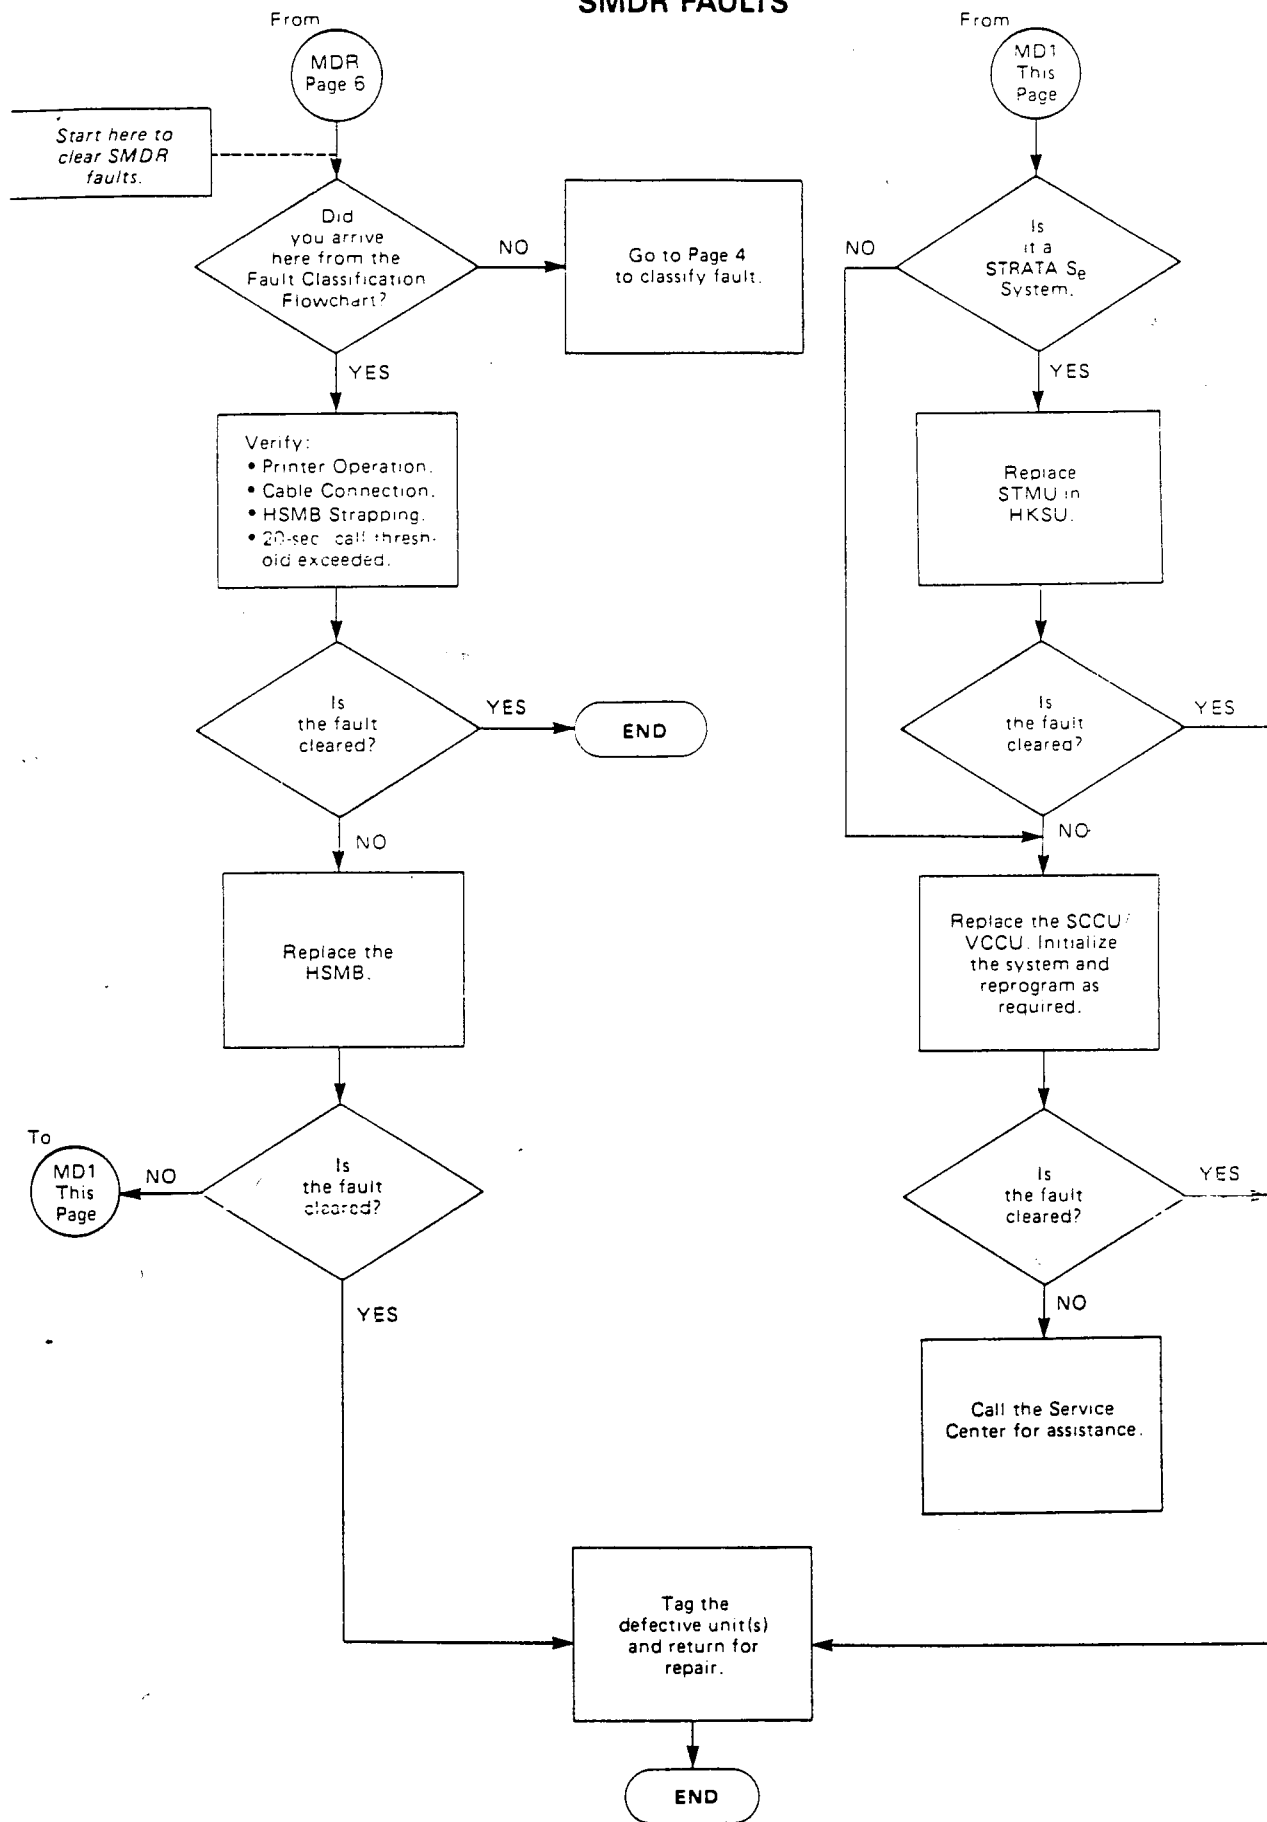 SMDR FAULTS
From
MDR
Page 6
Start here to
clear SMDR
faults.
Did
you arrive
here from the
Fault Classification
Flowchart?
NO
Go to Page 4
to classify fault.
YES
Verify:
• Printer Operation.
• Cable Connection.
• HSMB Strapping.
• 20-sec call thresh-
old exceeded.
Is
the fault
cleared?
YES
END
NO
Replace the
HSMB.
Is
the fault
cleared?
NO
To
MD1
This
Page
YES
From
MD1
This
Page
Is
it a
STRATA Se
System.
NO
YES
Replace
STMU in
HKSU.
Is
the fault
cleared?
YES
NO
Replace the SCCU/
VCCU. Initialize
the system and
reprogram as
required.
Is
the fault
cleared?
YES
NO
Call the Service
Center for assistance.
Tag the
defective unit(s)
and return for
repair.
END